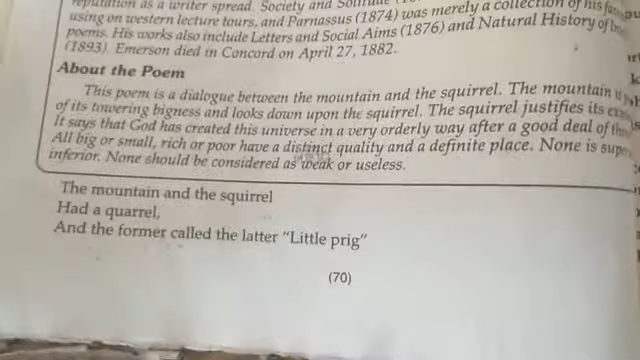 reputation as a writer spread. Society and Solitude
using on western lecture tours, and Parnassus (1874) was merely a collection of his
poems. His works also include Letters and Social Aims (1876) and Natural History of
(1893). Emerson died in Concord on April 27, 1882.
About the Poem
This poem is a dialogue between the mountain and the squirrel. The mountain
of its towering bigness and looks down upon the squirrel. The squirrel justifies its
It says that God has created this universe in a very orderly way after a good deal of
All big or small, rich or poor have a distinct quality and a definite place. None is
inferior. None should be considered as weak or useless.
The mountain and the squirrel
Had a quarrel,
And the former called the latter “Little prig”
(70)